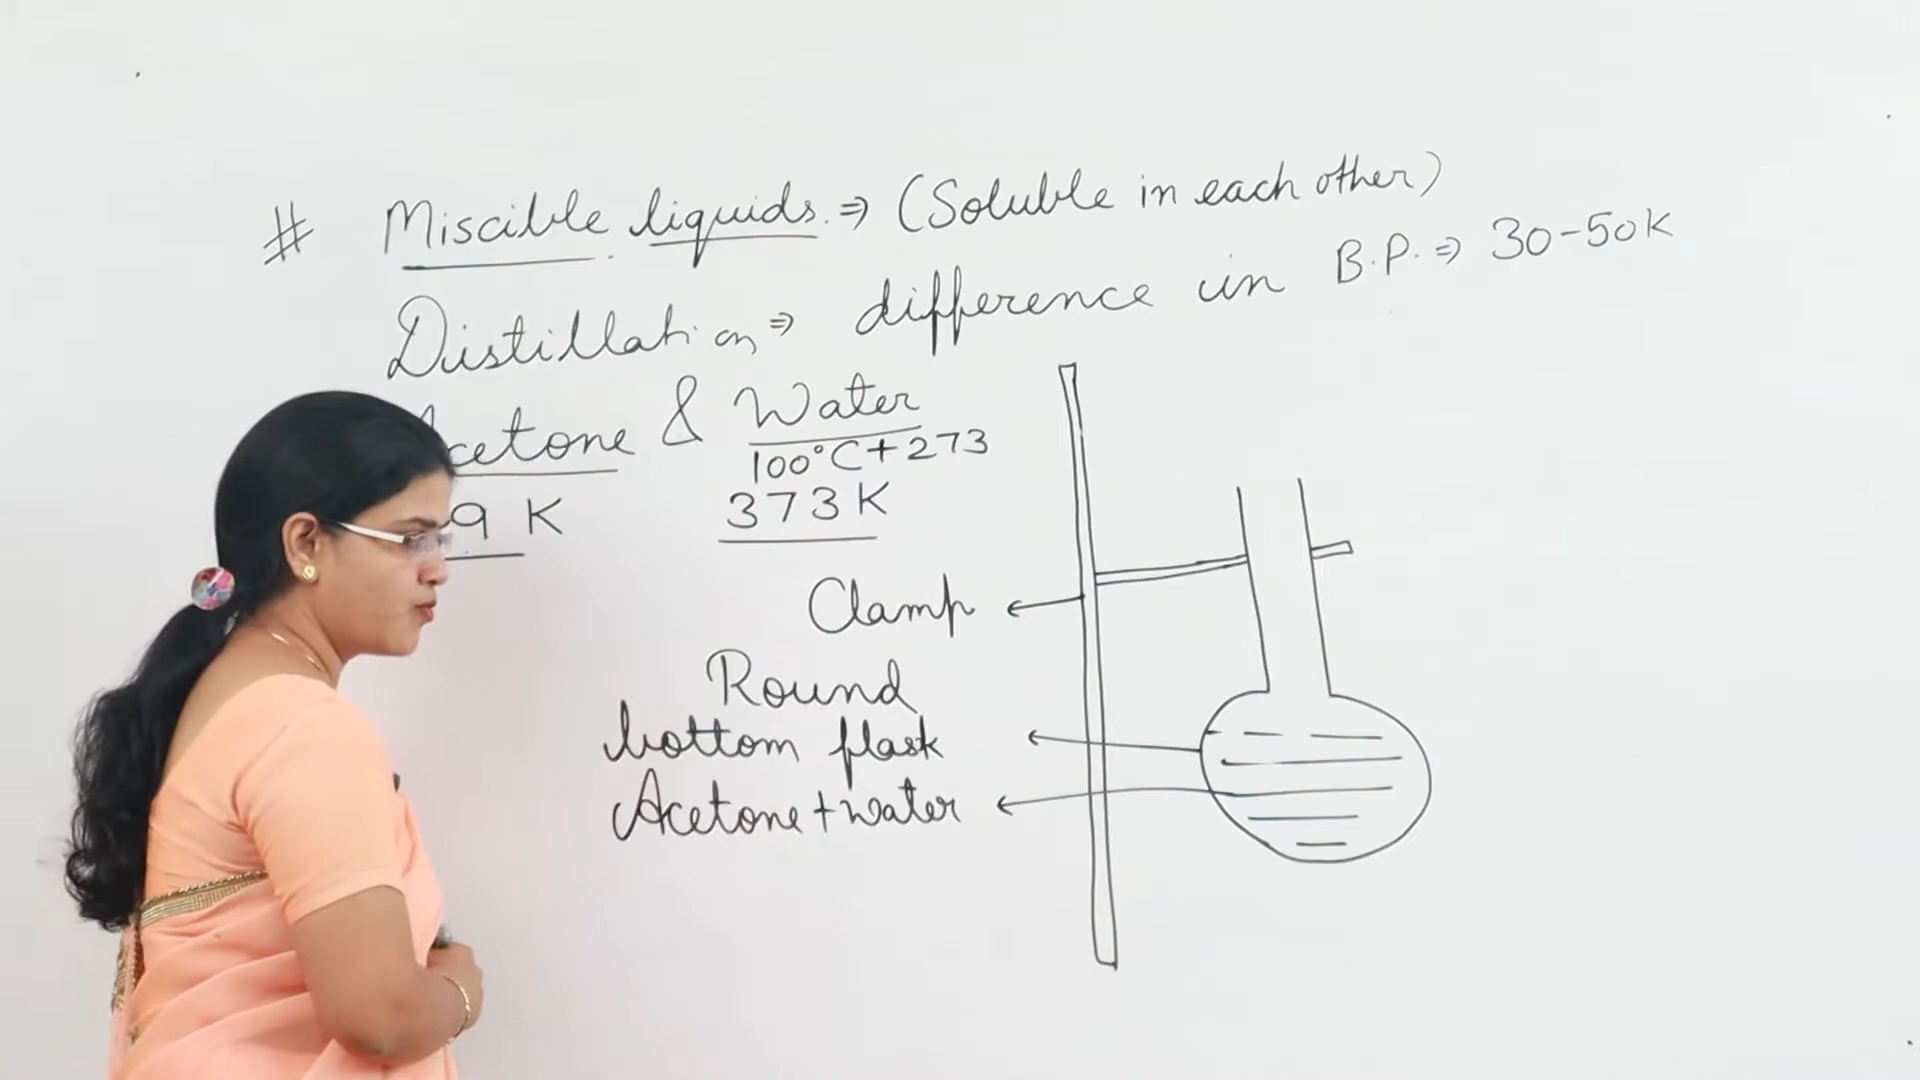 # Miscible liquids. ⇒ (Soluble in each other)
Distillation ⇒ difference in B.P. ⇒ 30-50K
cetone & Water
100°C+273
9 K 373K
Clamp
Round
bottom flask
Acetone+water